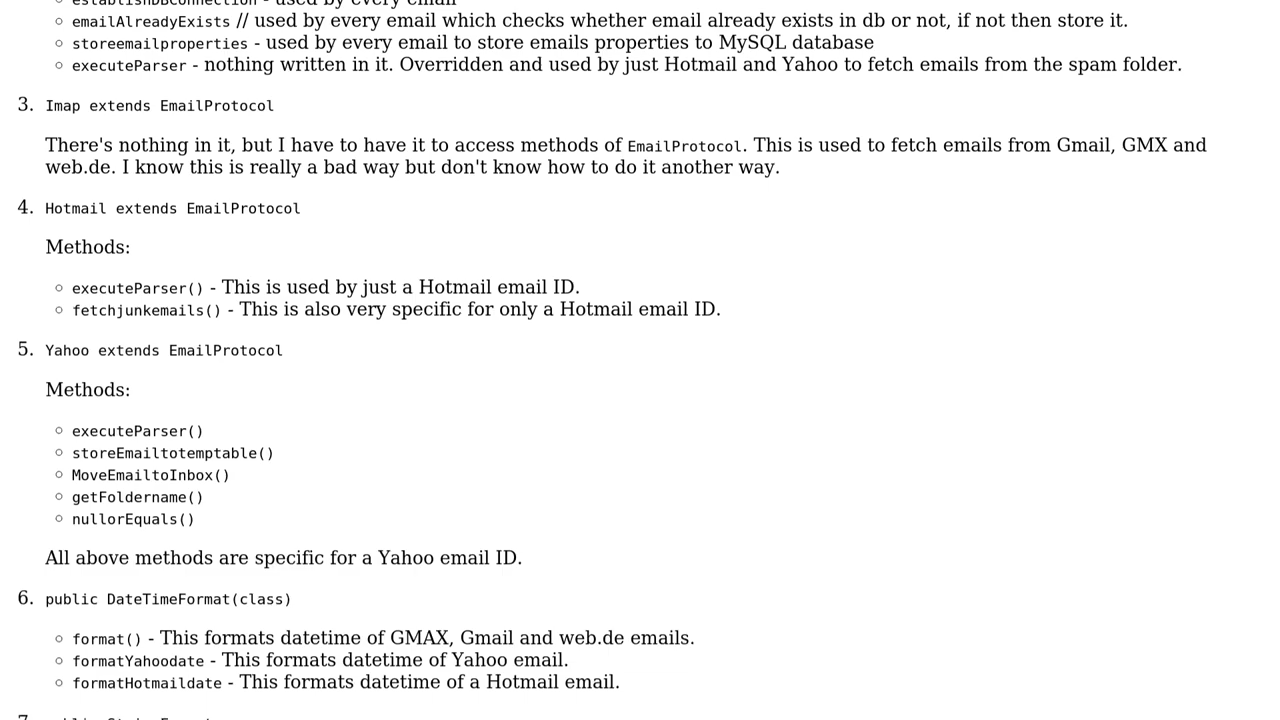 establishDBConnection - used by every email
emailAlreadyExists // used by every email which checks whether email already exists in db or not, if not then store it.
storeemailproperties - used by every email to store emails properties to MySQL database
executeParser - nothing written in it. Overridden and used by just Hotmail and Yahoo to fetch emails from the spam folder.
3. Imap extends EmailProtocol
There's nothing in it, but I have to have it to access methods of EmailProtocol. This is used to fetch emails from Gmail, GMX and
web.de. I know this is really a bad way but don't know how to do it another way.
4. Hotmail extends EmailProtocol
Methods:
executeParser() - This is used by just a Hotmail email ID.
fetchjunkemails() - This is also very specific for only a Hotmail email ID.
5. Yahoo extends EmailProtocol
Methods:
executeParser()
storeEmailtotemptable()
MoveEmailtoInbox()
getFoldername()
nullorEquals()
All above methods are specific for a Yahoo email ID.
6. public DateTimeFormat(class)
format() - This formats datetime of GMAX, Gmail and web.de emails.
formatYahoodate - This formats datetime of Yahoo email.
formatHotmaildate - This formats datetime of a Hotmail email.
7.